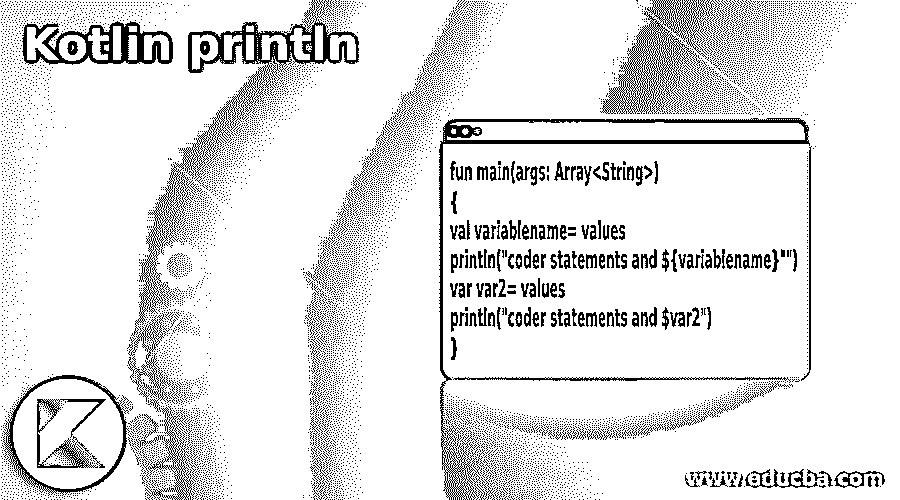 Kotlin println
fun main(args: Array<String>)
{
val variablename= values
println("coder statements and ${variablename}"")
var var2= values
println("coder statements and $var2")
}
www.educba.com